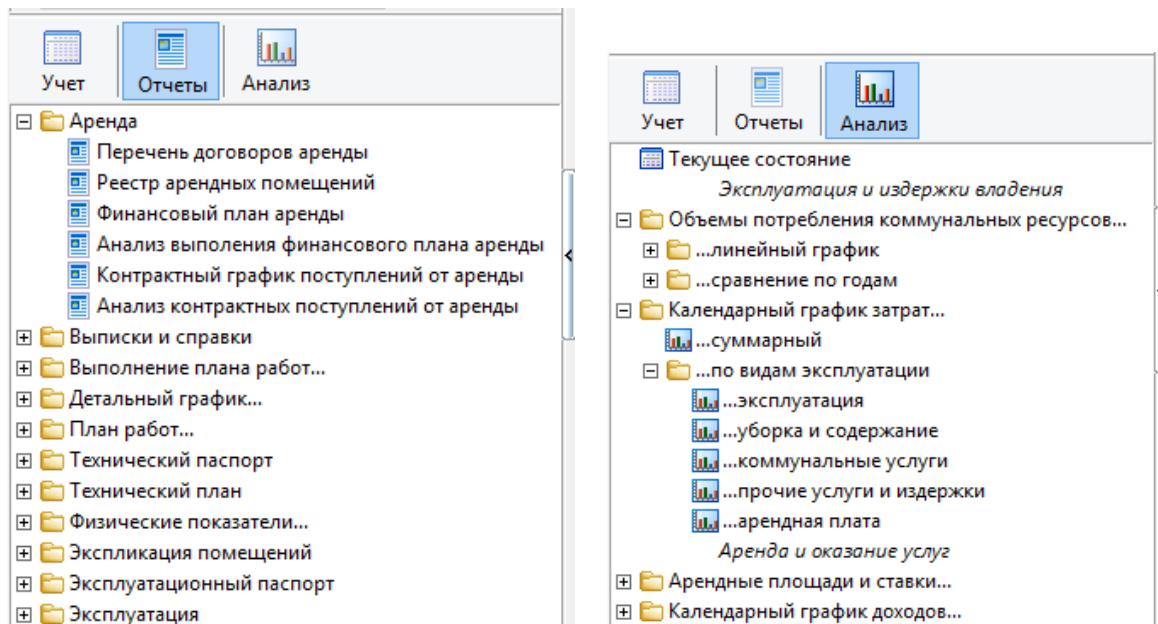 Учет
Отчеты
Анализ
Аренда
Перечень договоров аренды
Реестр арендных помещений
Финансовый план аренды
Анализ выполения финансового плана аренды
Контрактный график поступлений от аренды
Анализ контрактных поступлений от аренды
Выписки и справки
Выполнение плана работ...
Детальный график...
План работ...
Технический паспорт
Технический план
Физические показатели...
Экспликация помещений
Эксплуатационный паспорт
Эксплуатация
Учет
Отчеты
Анализ
Текущее состояние
Эксплуатация и издержки владения
Объемы потребления коммунальных ресурсов...
...линейный график
...сравнение по годам
Календарный график затрат...
...суммарный
...по видам эксплуатации
...эксплуатация
...уборка и содержание
...коммунальные услуги
...прочие услуги и издержки
...арендная плата
Аренда и оказание услуг
Арендные площади и ставки...
Календарный график доходов...